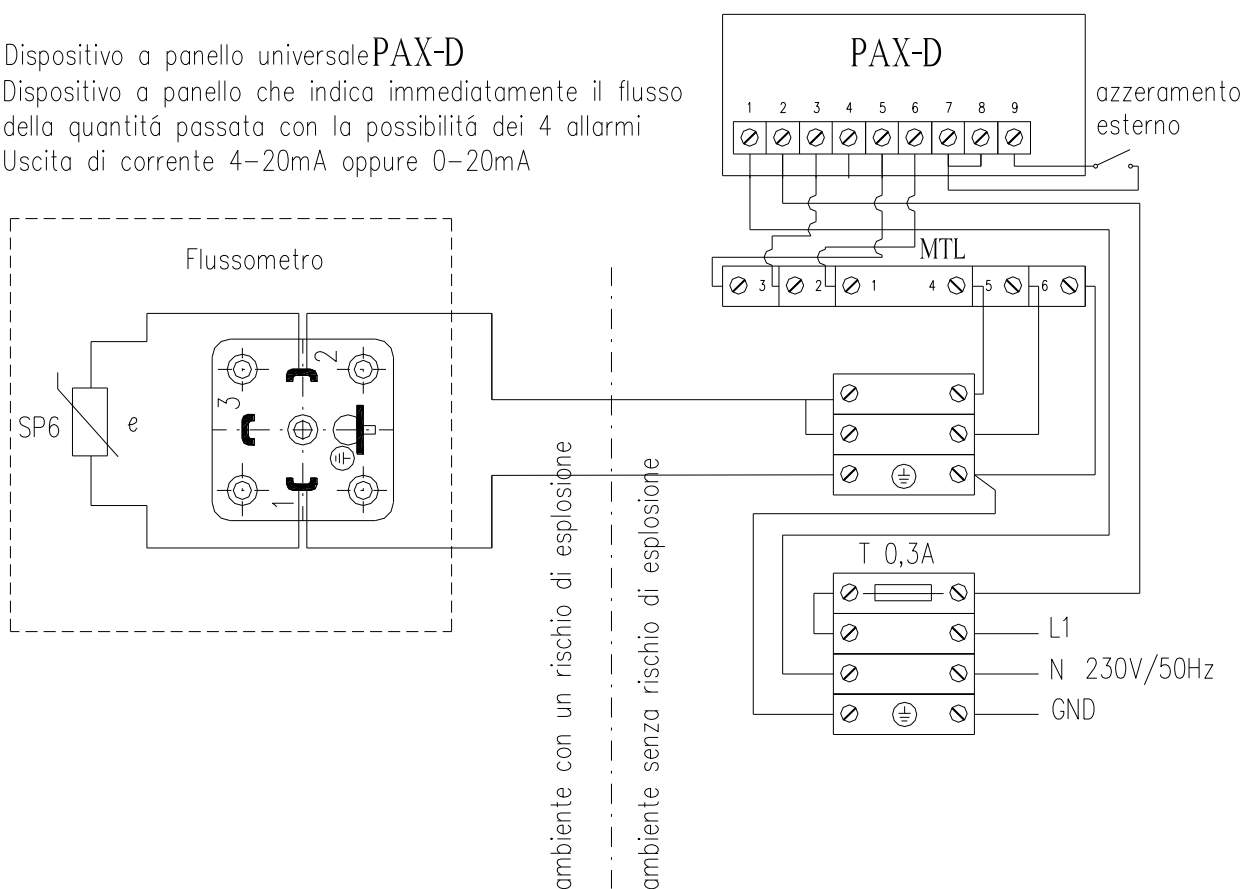 Dispositivo a panello universale PAX-D
Dispositivo a panello che indica immediatamente il flusso
della quantitá passata con la possibilitá dei 4 allarmi
Uscita di corrente 4-20mA oppure 0-20mA
PAX-D
1 2 3 4 5 6 7 8 9
azzeramento
esterno
MTL
3 2 1 4 5 6
Flussometro
SP6
e
2
3
1
T 0,3A
L1
N 230V/50Hz
GND
ambiente con un rischio di esplosione
ambiente senza rischio di esplosione